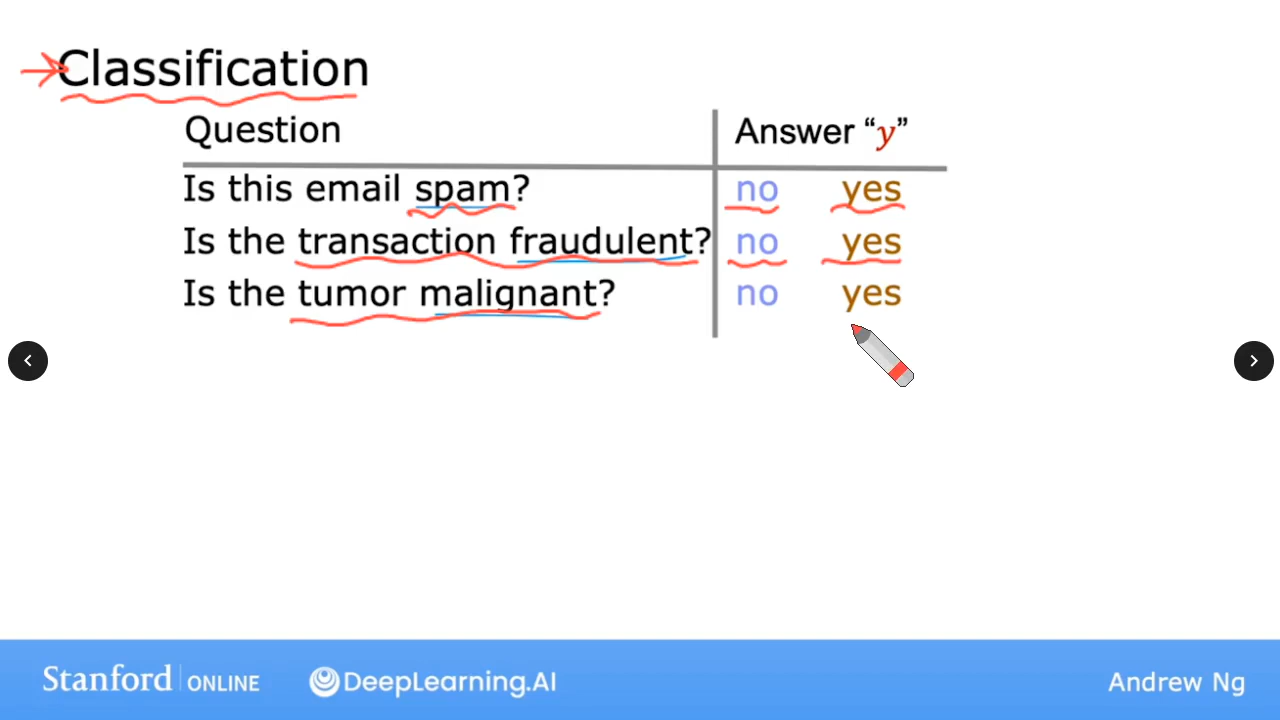 Classification
Question Answer “y”
Is this email spam? no yes
Is the transaction fraudulent? no yes
Is the tumor malignant? no yes
Stanford ONLINE DeepLearning.AI Andrew Ng